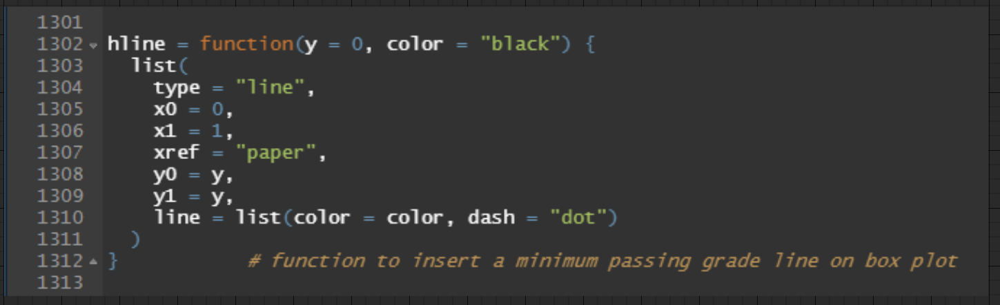 1301
1302 hline = function(y = 0, color = "black") {
1303   list(
1304     type = "line",
1305     x0 = 0,
1306     x1 = 1,
1307     xref = "paper",
1308     y0 = y,
1309     y1 = y,
1310     line = list(color = color, dash = "dot")
1311   )
1312 }           # function to insert a minimum passing grade line on box plot
1313